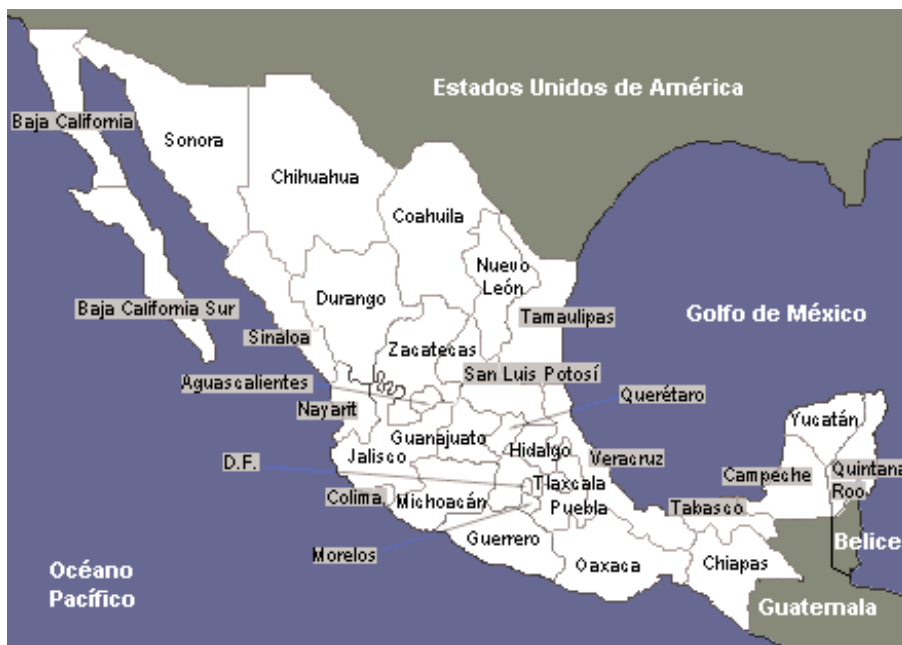 Estados Unidos de América
Baja California
Sonora
Chihuahua
Coahuila
Nuevo
León
Durango
Baja California Sur
Tamaulipas
Golfo de México
Sinaloa
Zacatecas
San Luis Potosí
Aguascalientes
Querétaro
Nayarit
Yucatán
Guanajuato
Hidalgo
Jalisco
Veracruz
D.F.
Campeche
Quintana
Roo
Tlaxcala
Colima
Michoacán
Puebla
Tabasco
Guerrero
Belice
Morelos
Oaxaca
Chiapas
Océano
Pacífico
Guatemala